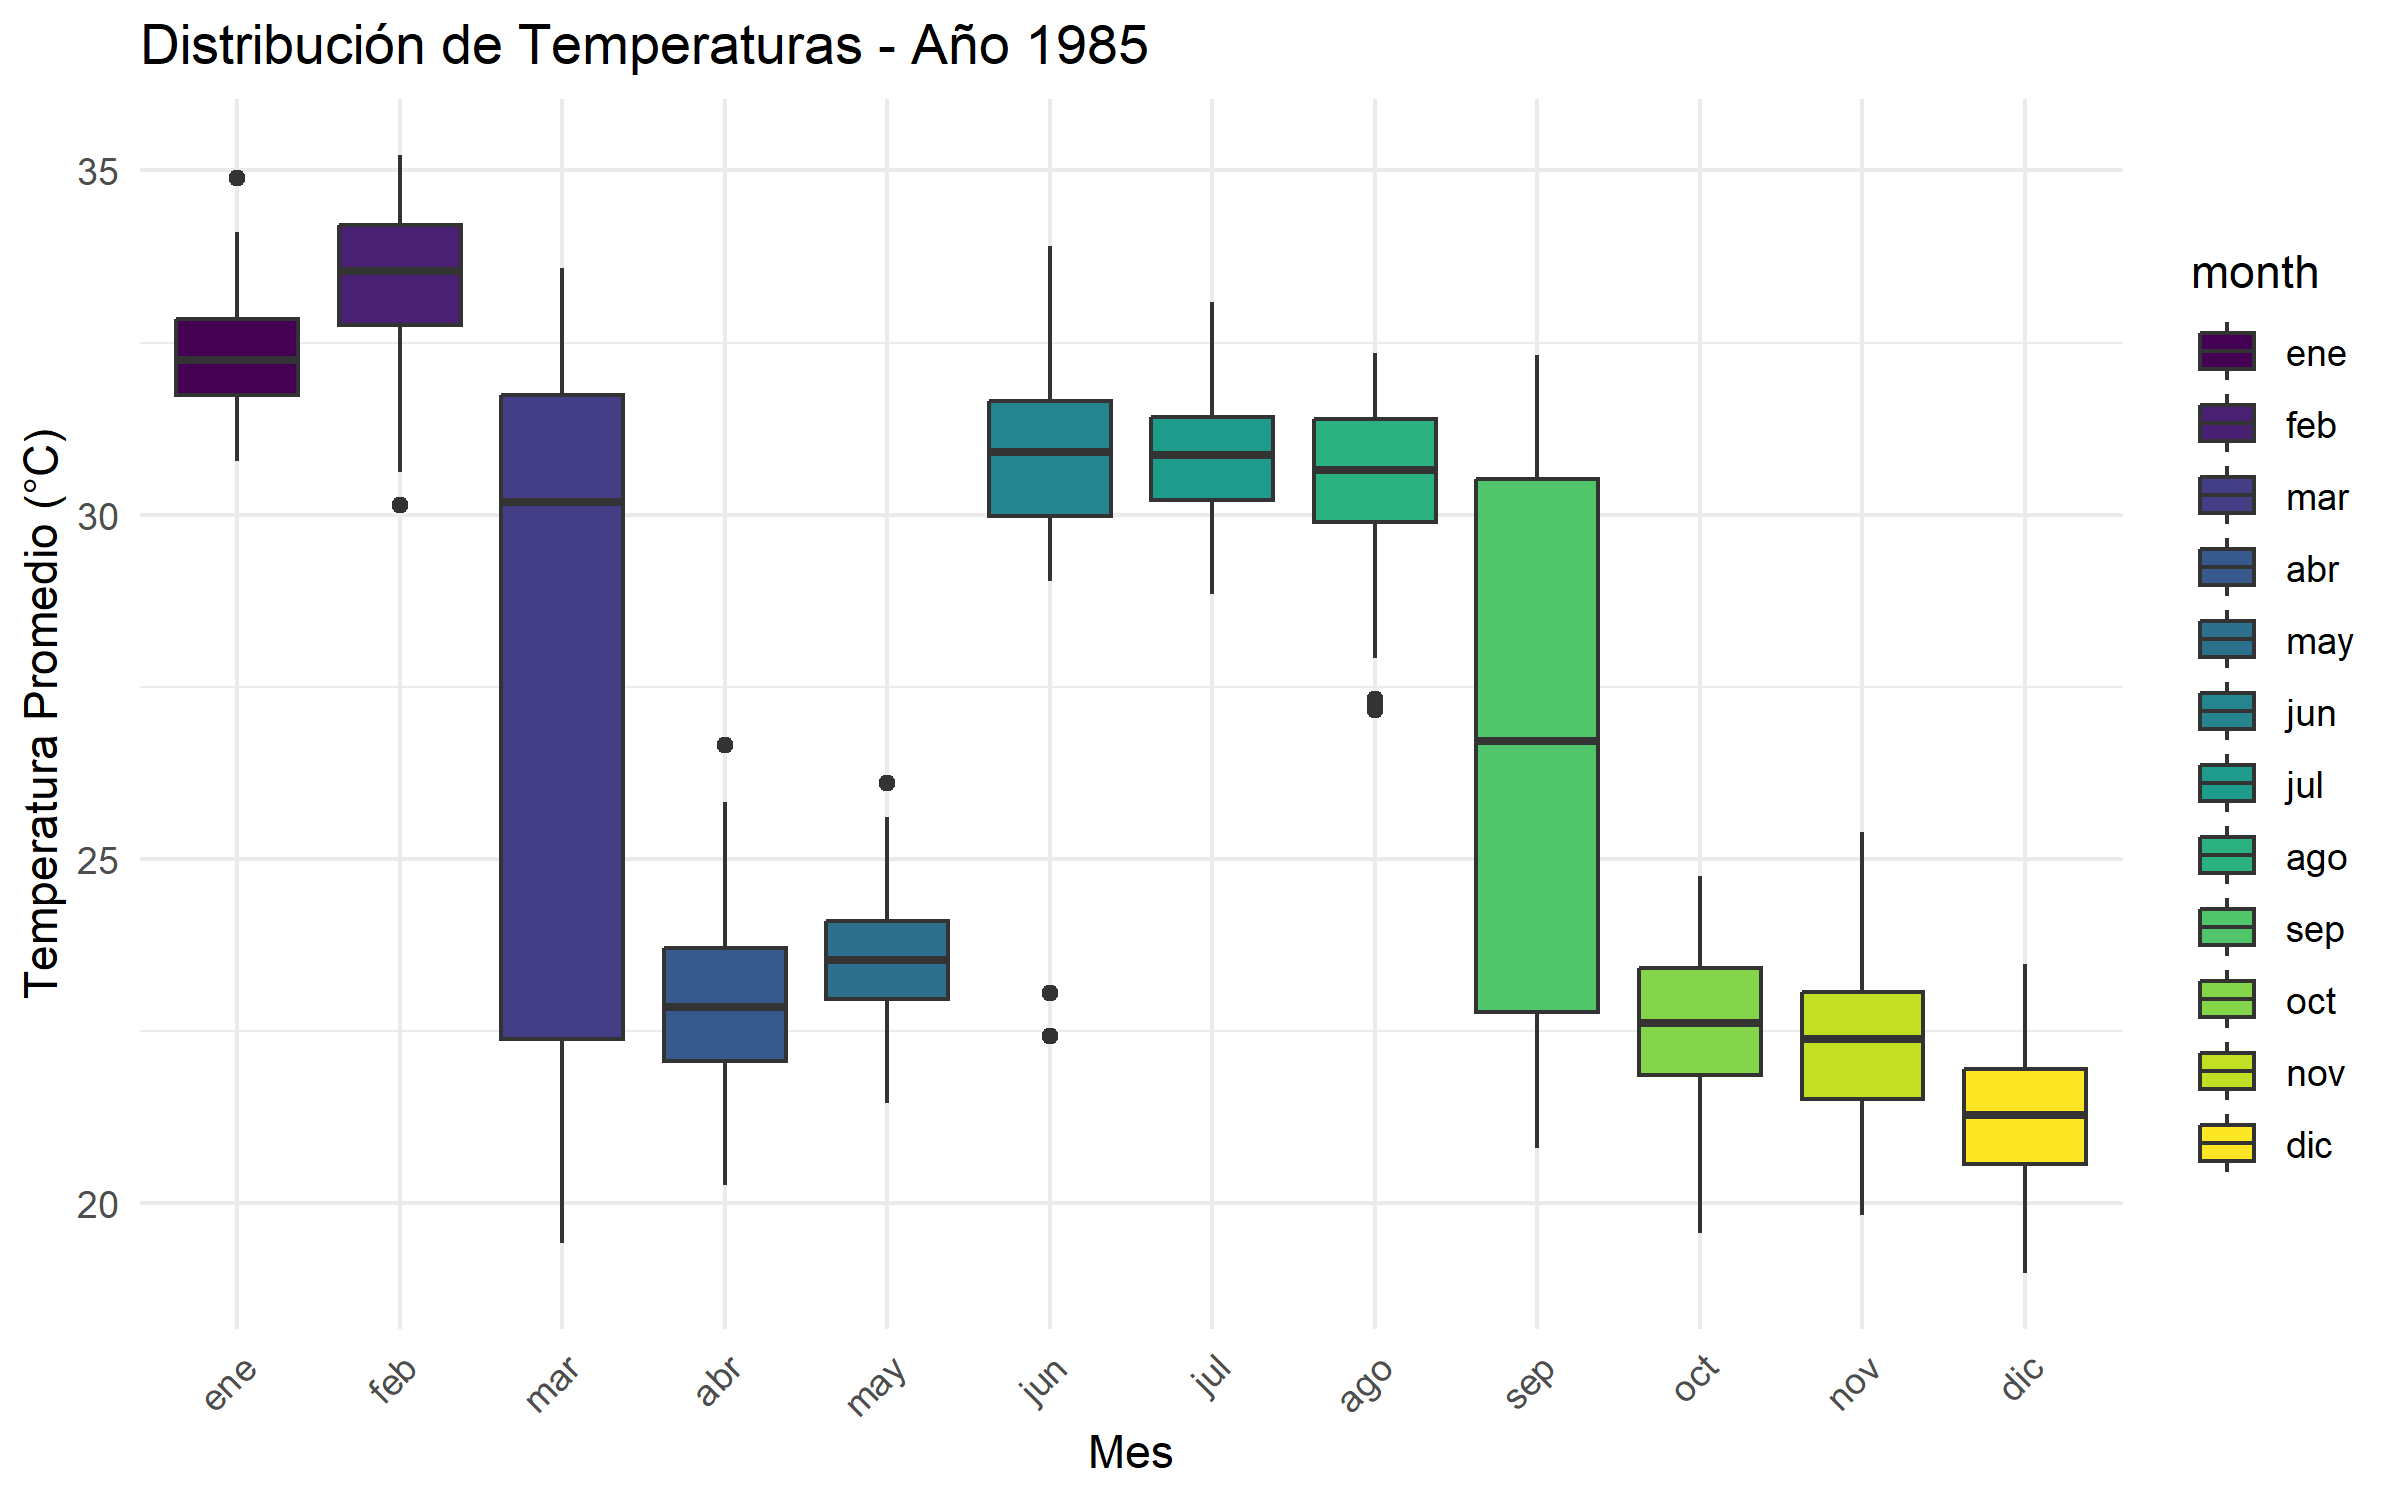 Distribución de Temperaturas - Año 1985
Temperatura Promedio (°C)
35
30
25
20
ene
feb
mar
abr
may
jun
jul
ago
sep
oct
nov
dic
Mes
month
ene
feb
mar
abr
may
jun
jul
ago
sep
oct
nov
dic